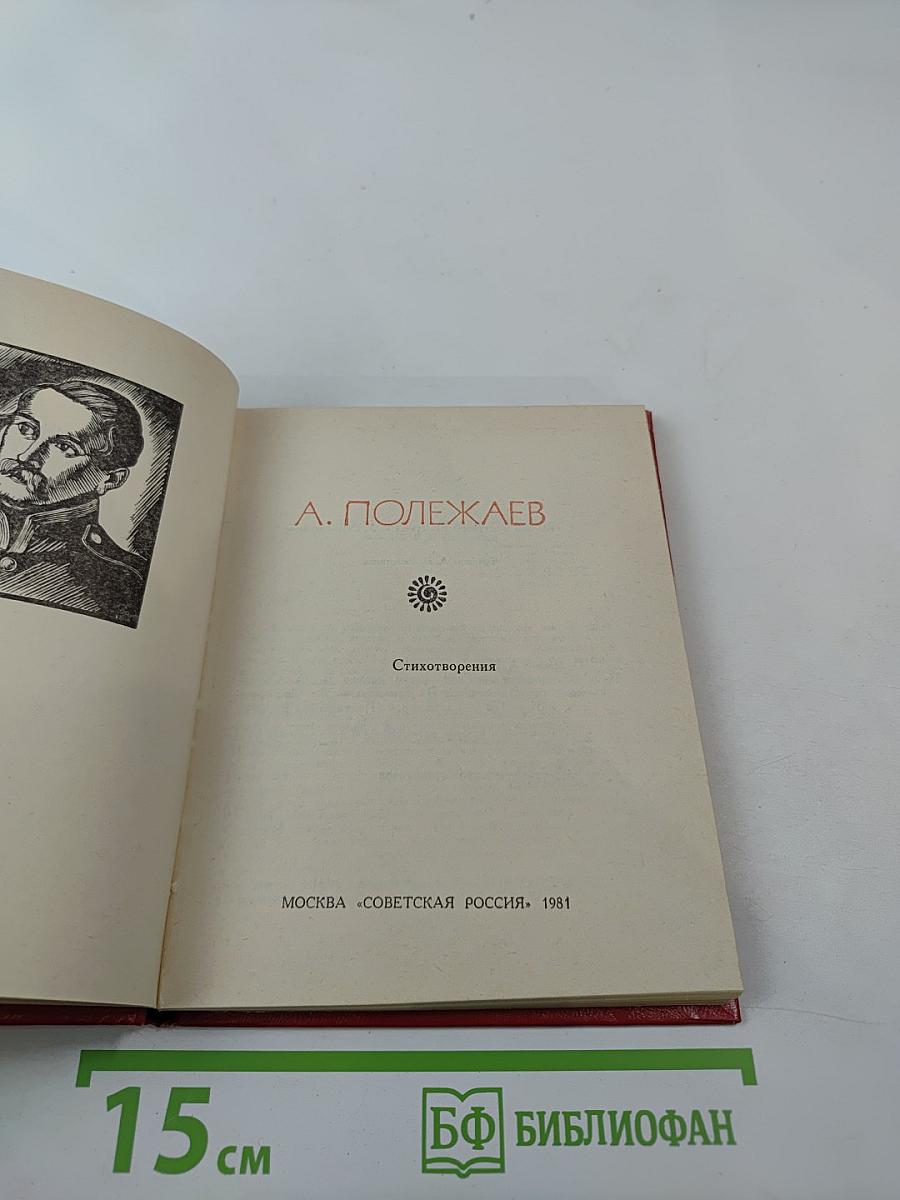 А. ПОЛЕЖАЕВ
Стихотворения
МОСКВА «СОВЕТСКАЯ РОССИЯ» 1981
15 см
БФ БИБЛИОФАН